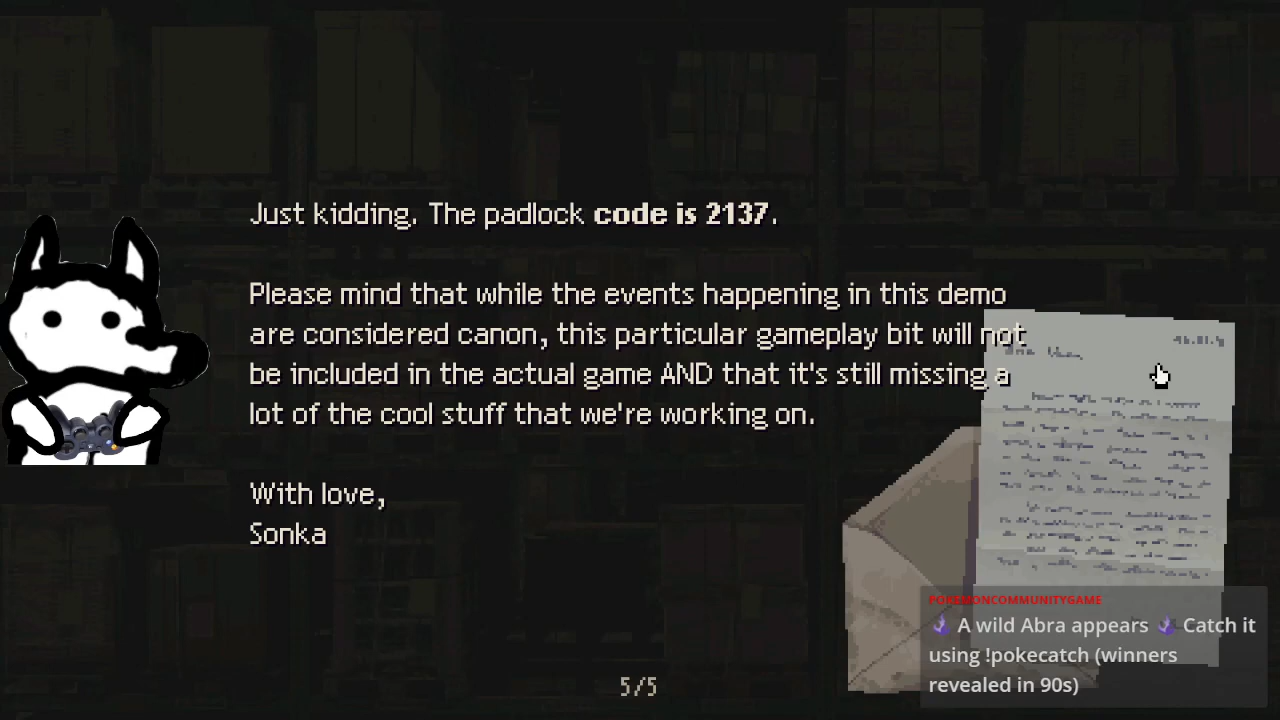 Just kidding. The padlock code is 2137.
Please mind that while the events happening in this demo
are considered canon, this particular gameplay bit will not
be included in the actual game AND that it's still missing a
lot of the cool stuff that we're working on.
With love,
Sonka
5/5
POKEMONCOMMUNITYGAME
A wild Abra appears Catch it
using !pokecatch (winners
revealed in 90s)